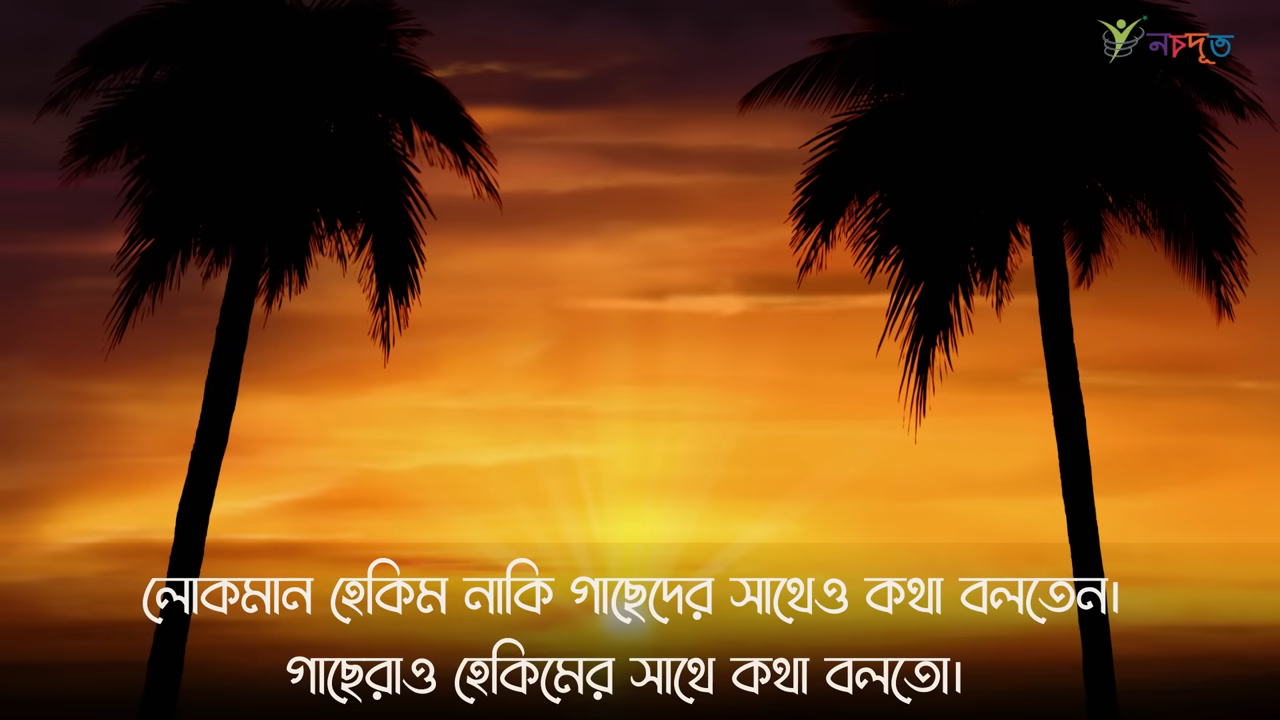 নচদূত
লোকমান হেকিম নাকি গাছেদের সাথেও কথা বলতেন।
গাছেরাও হেকিমের সাথে কথা বলতো।